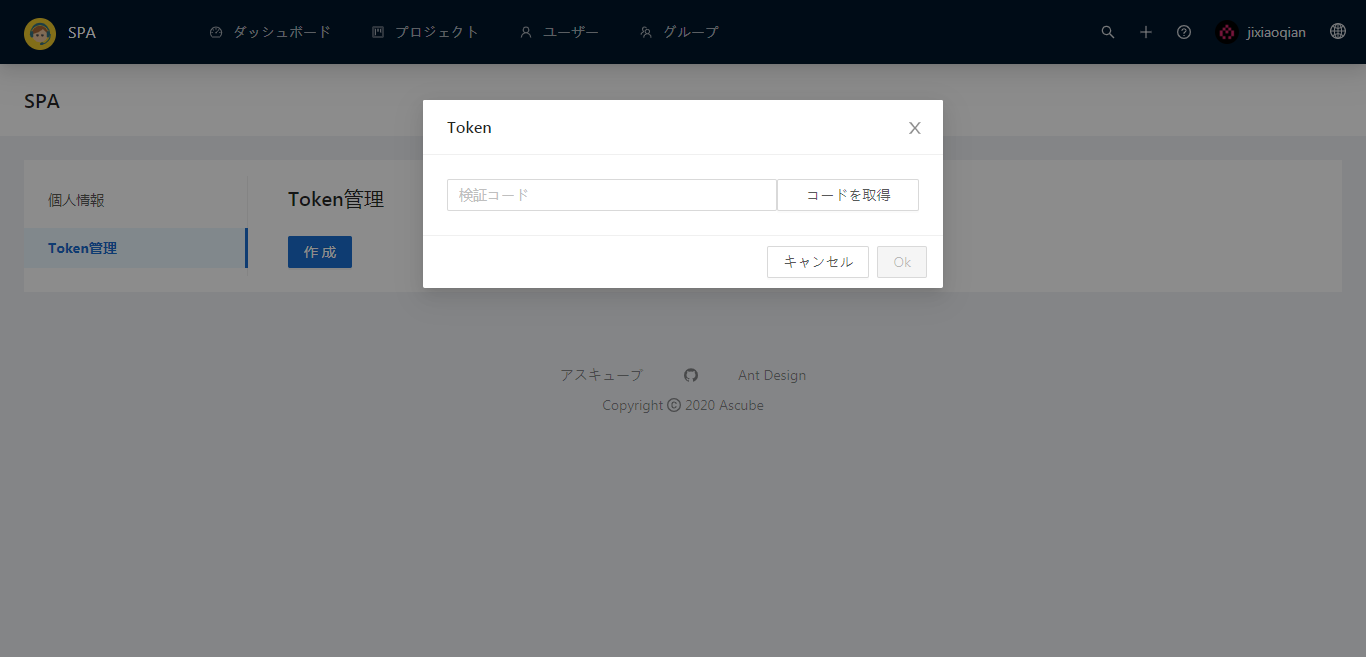 SPA ダッシュボード プロジェクト ユーザー グループ jixiaoqian
SPA
Token
検証コード コードを取得
キャンセル Ok
個人情報
Token管理
Token管理
作 成
アスキューブ Ant Design
Copyright © 2020 Ascube